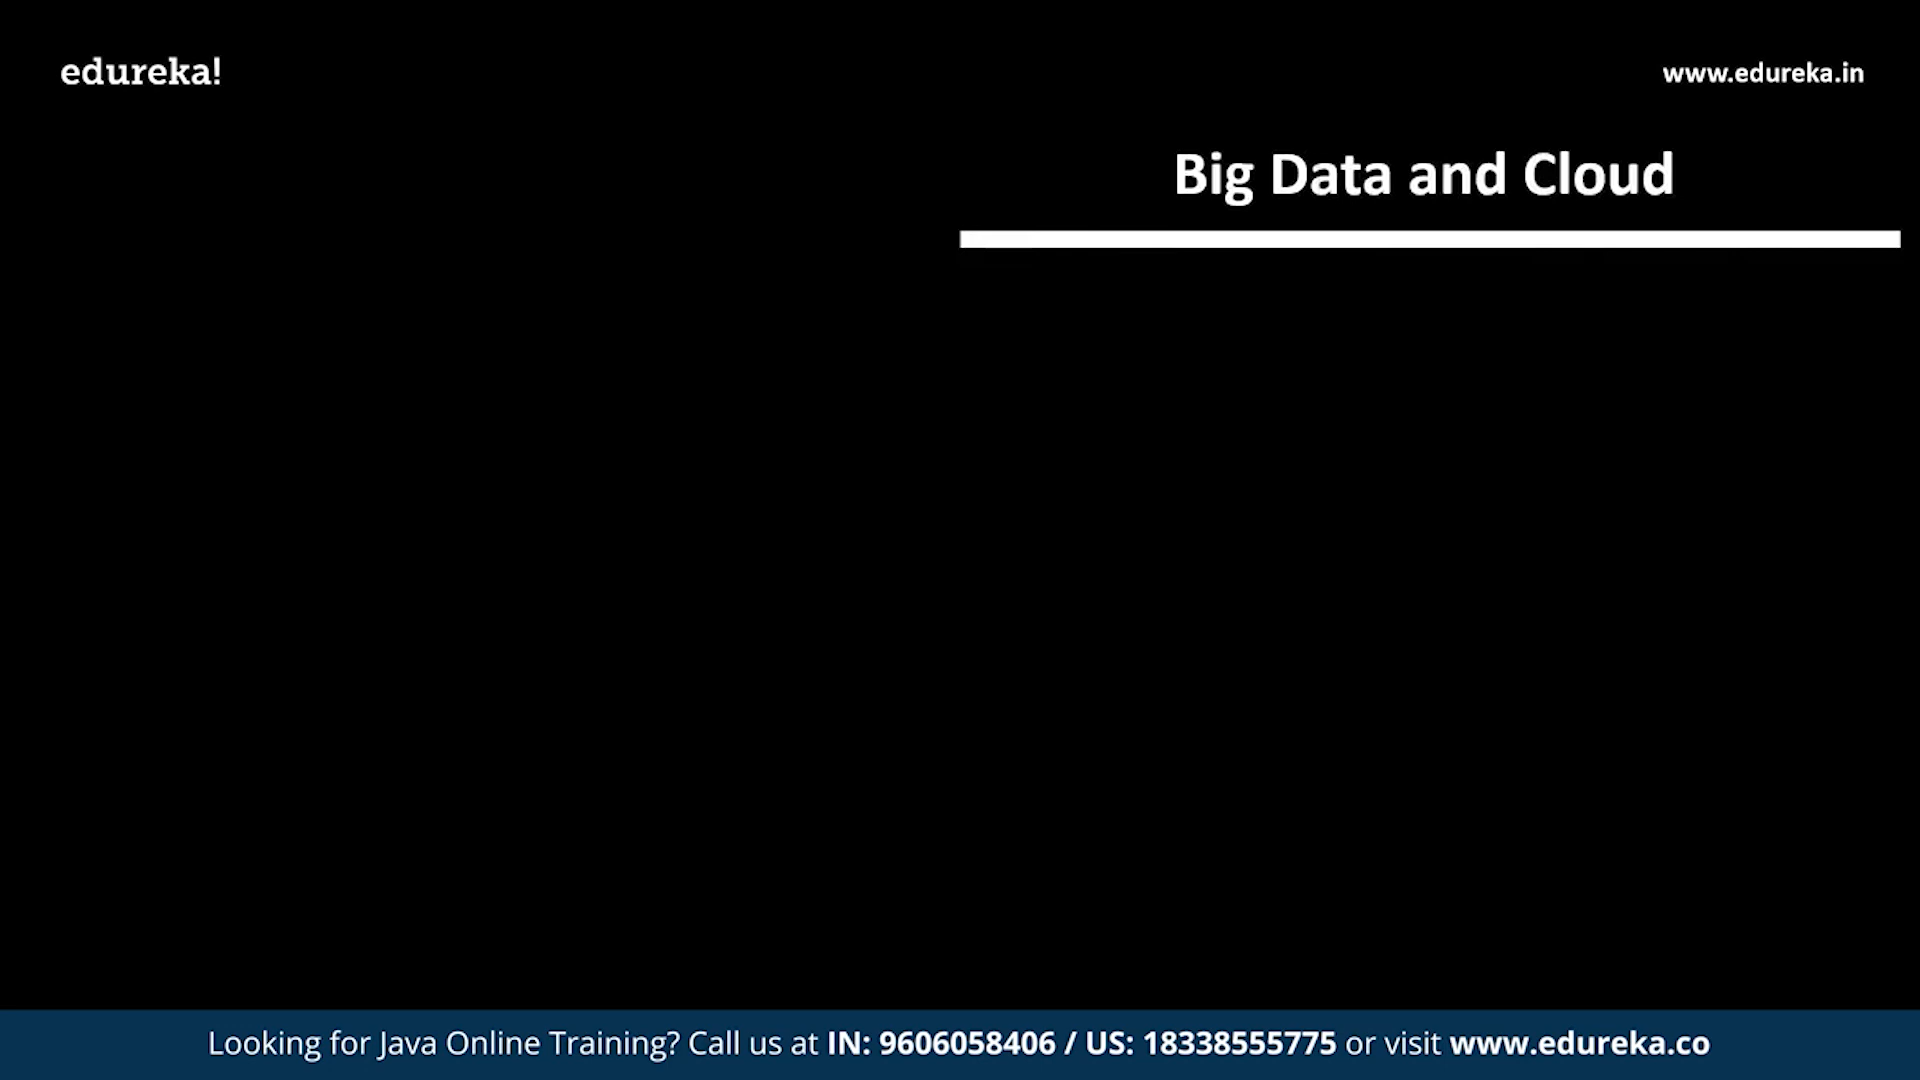 edureka!
www.edureka.in
Big Data and Cloud
Looking for Java Online Training? Call us at IN: 9606058406 / US: 18338555775 or visit www.edureka.co